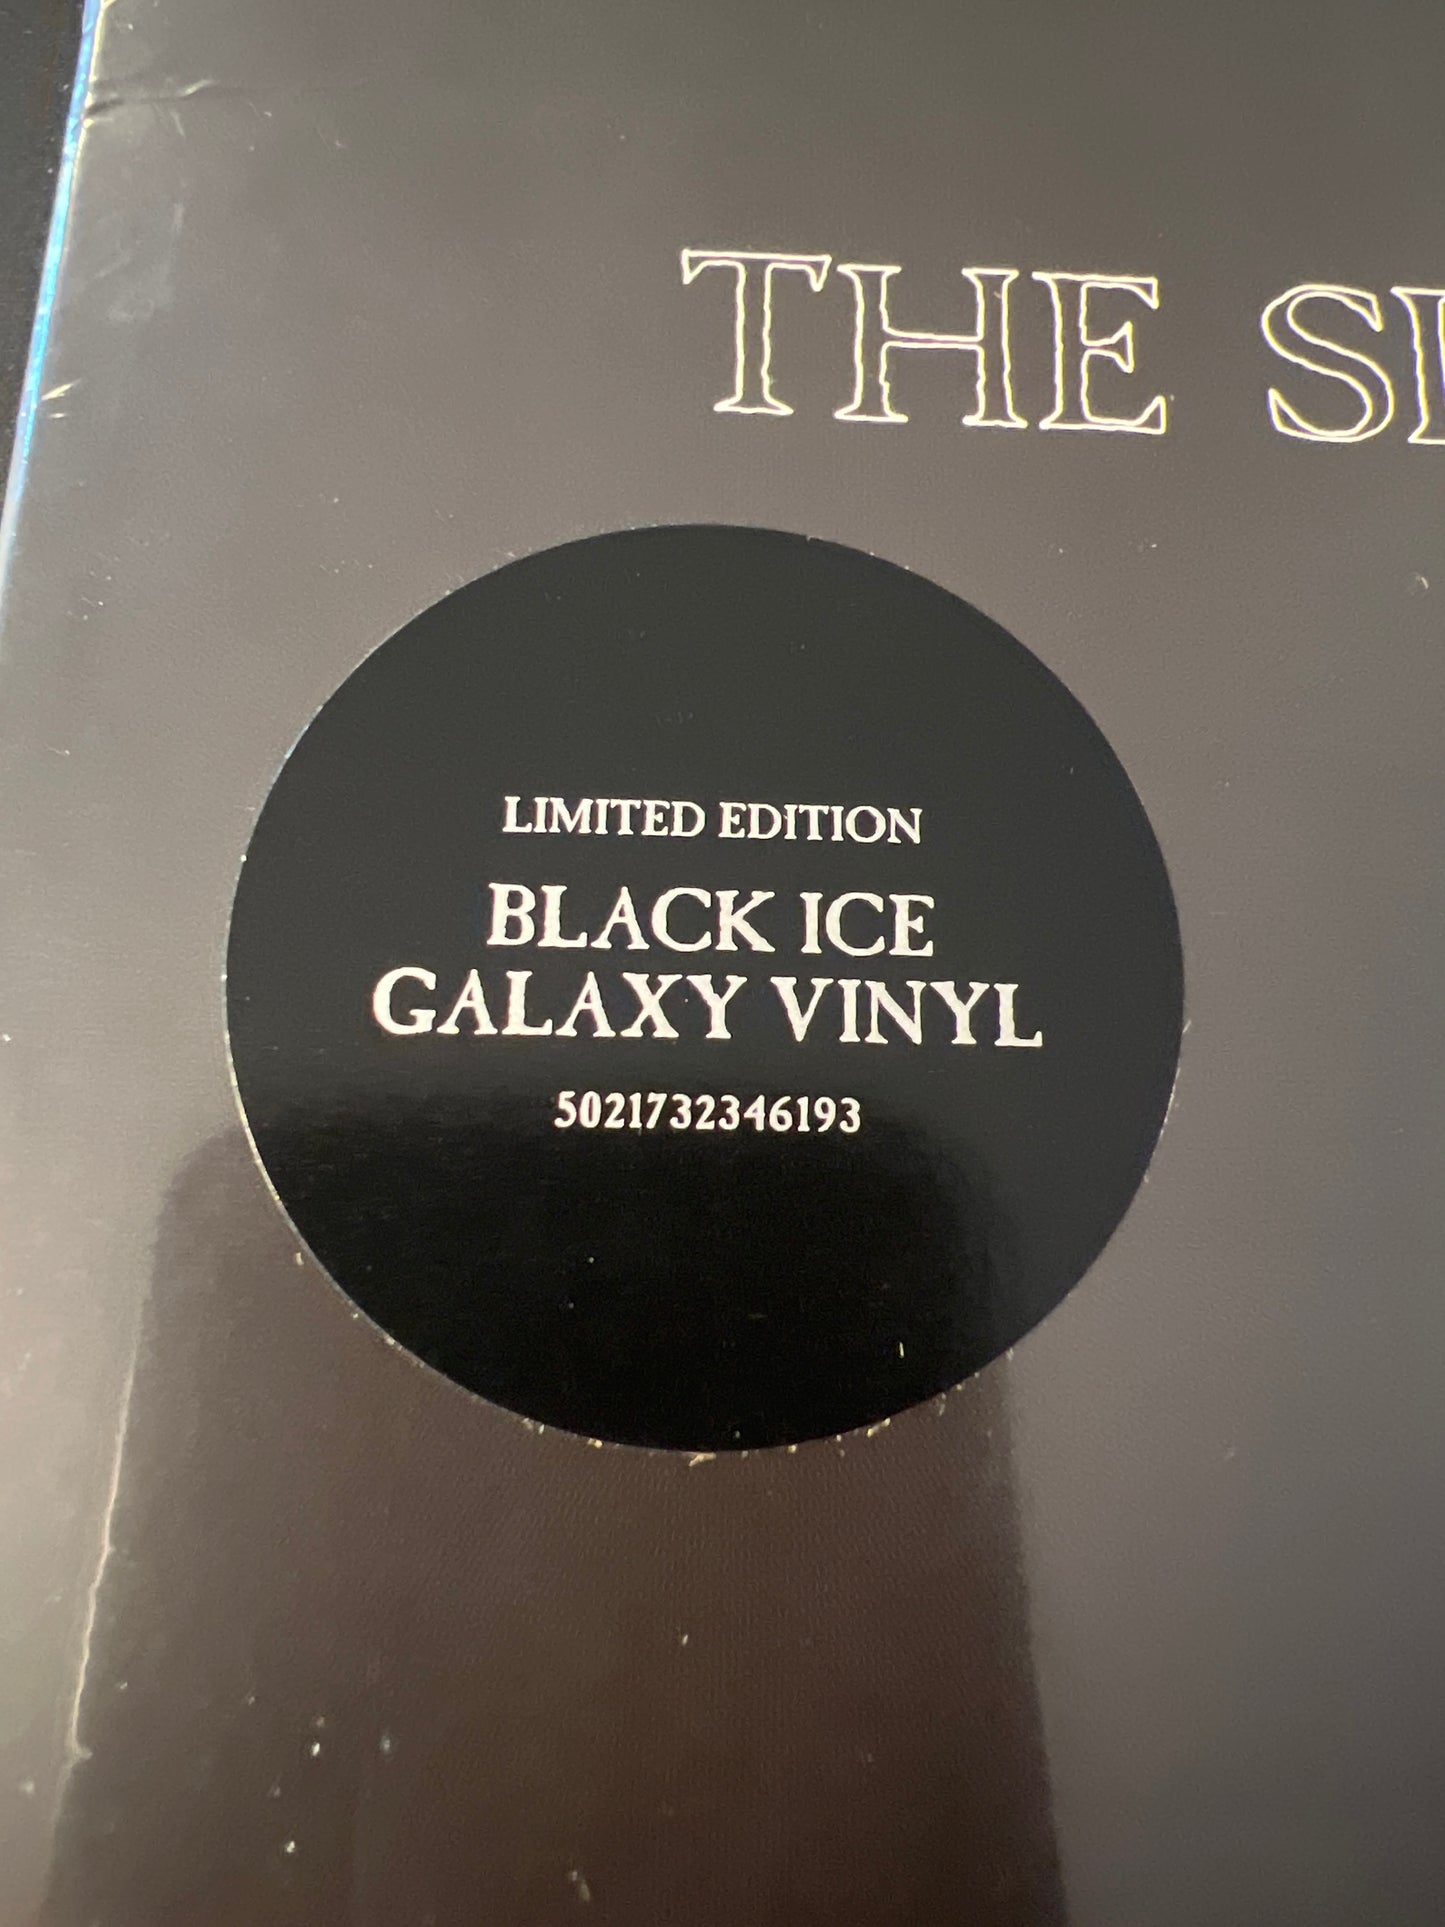 THE
LIMITED EDITION
BLACK ICE
GALAXY VINYL
5021732346193